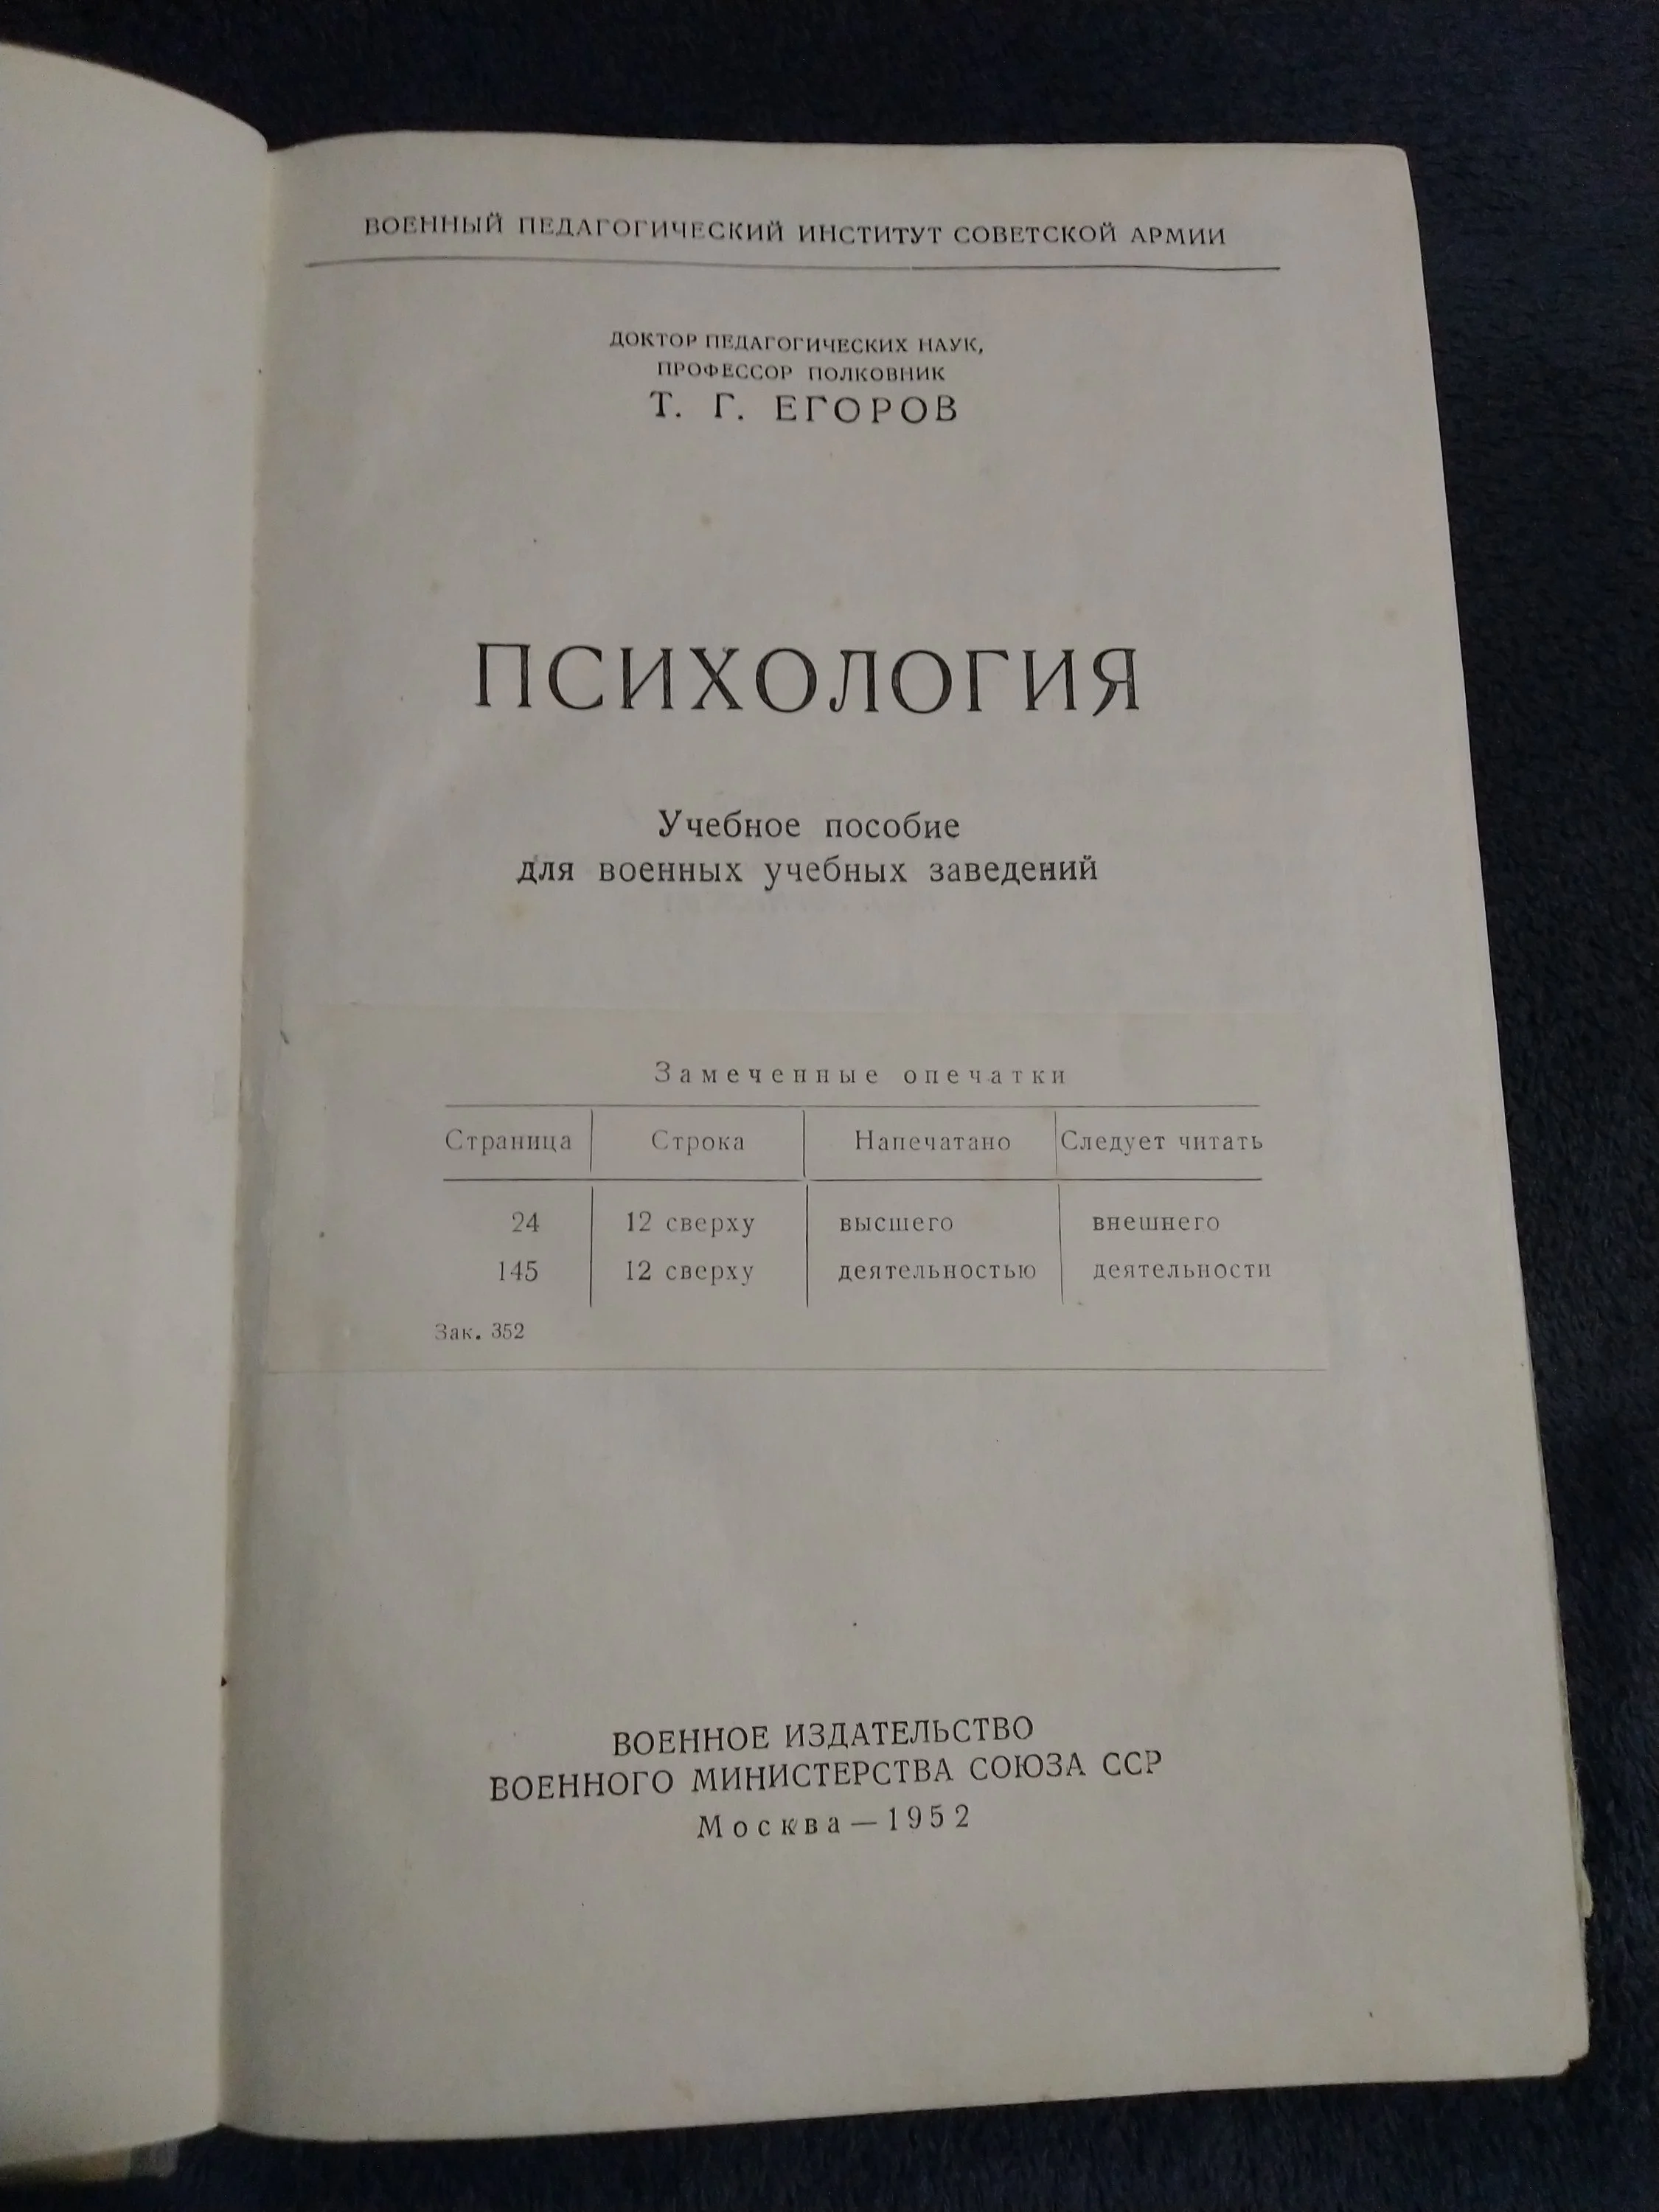 ВОЕННЫЙ ПЕДАГОГИЧЕСКИЙ ИНСТИТУТ СОВЕТСКОЙ АРМИИ
ДОКТОР ПЕДАГОГИЧЕСКИХ НАУК,
ПРОФЕССОР ПОЛКОВНИК
Т. Г. ЕГОРОВ
ПСИХОЛОГИЯ
Учебное пособие
для военных учебных заведений
Замеченные опечатки
Страница Строка Напечатано Следует читать
24 12 сверху высшего внешнего
145 12 сверху деятельностью деятельности
Зак. 352
ВОЕННОЕ ИЗДАТЕЛЬСТВО
ВОЕННОГО МИНИСТЕРСТВА СОЮЗА ССР
Москва — 1952